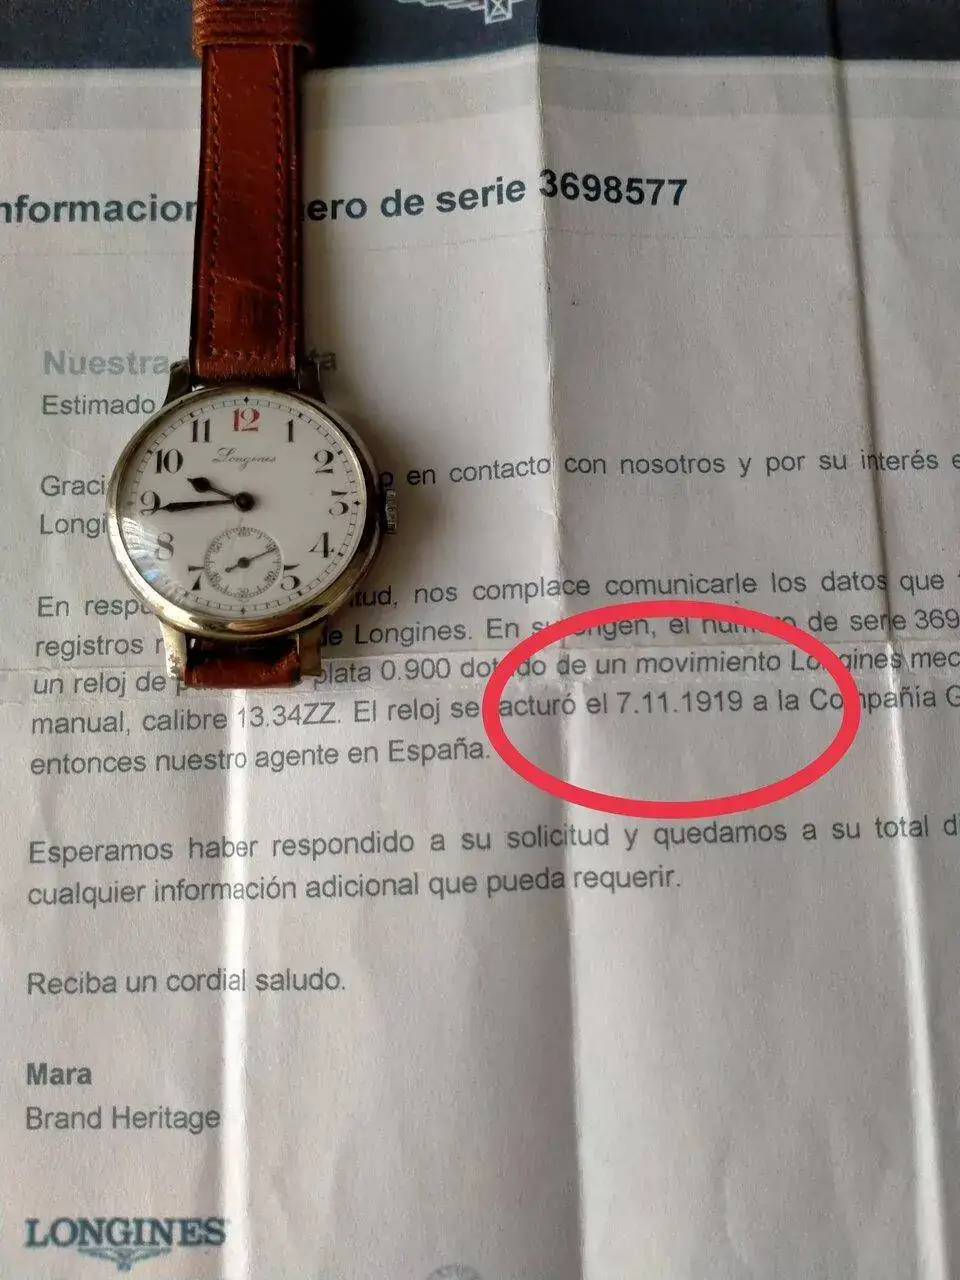 nformacion ero de serie 3698577
Nuestra ta
Estimado
Graci en contacto con nosotros y por su interés e
Longi
En respu itud, nos complace comunicarle los datos que
registros de Longines. En su origen, el número de serie 369
un reloj de p plata 0.900 dotado de un movimiento Longines mec
manual, calibre 13.34ZZ. El reloj se facturó el 7.11.1919 a la Compañía G
entonces nuestro agente en España.
Esperamos haber respondido a su solicitud y quedamos a su total di
cualquier información adicional que pueda requerir.
Reciba un cordial saludo.
Mara
Brand Heritage
LONGINES
12
11 1
Longines
10 2
9 3
8 4
7 5
60